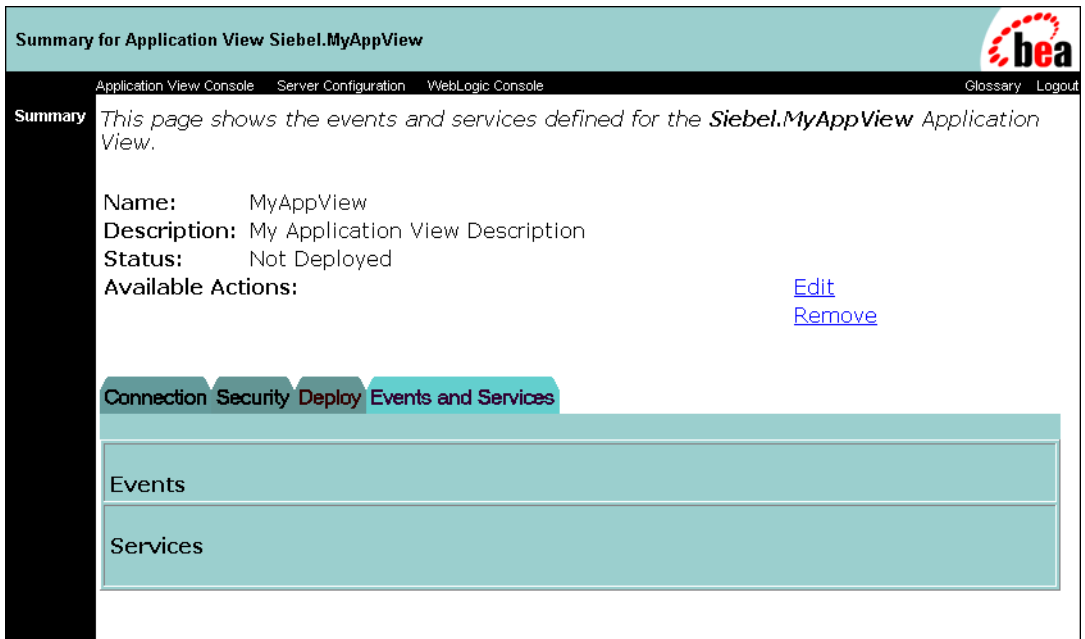 Summary for Application View Siebel.MyAppView
bea
Application View Console Server Configuration WebLogic Console Glossary Logout
Summary
This page shows the events and services defined for the Siebel.MyAppView Application
View.
Name: MyAppView
Description: My Application View Description
Status: Not Deployed
Available Actions: Edit
Remove
Connection Security Deploy Events and Services
Events
Services